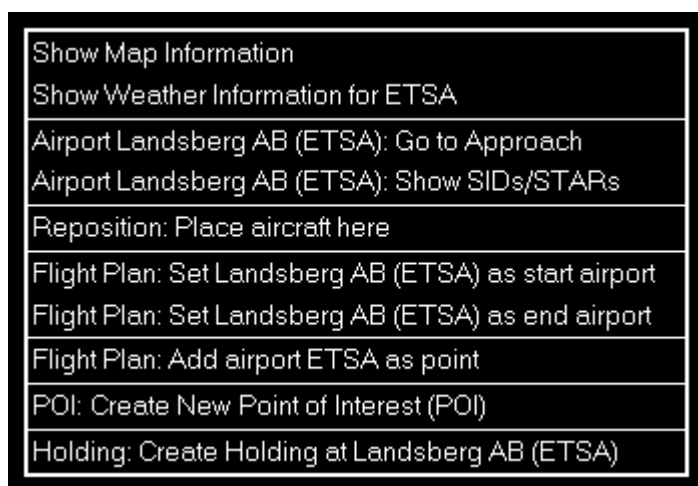 Show Map Information
Show Weather Information for ETSA
Airport Landsberg AB (ETSA): Go to Approach
Airport Landsberg AB (ETSA): Show SIDs/STARs
Reposition: Place aircraft here
Flight Plan: Set Landsberg AB (ETSA) as start airport
Flight Plan: Set Landsberg AB (ETSA) as end airport
Flight Plan: Add airport ETSA as point
POI: Create New Point of Interest (POI)
Holding: Create Holding at Landsberg AB (ETSA)